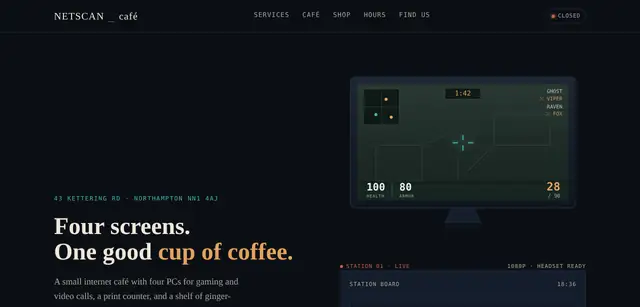 NETSCAN _ café
SERVICES CAFÉ SHOP HOURS FIND US
CLOSED
1:42
GHOST
VIPER
RAVEN
FOX
100 80 28
HEALTH ARMOR / 90
43 KETTERING RD · NORTHAMPTON NN1 4AJ
Four screens.
One good cup of coffee.
A small internet café with four PCs for gaming and
video calls, a print counter, and a shelf of ginger-
STATION 01 · LIVE 1080P · HEADSET READY
STATION BOARD 18:36